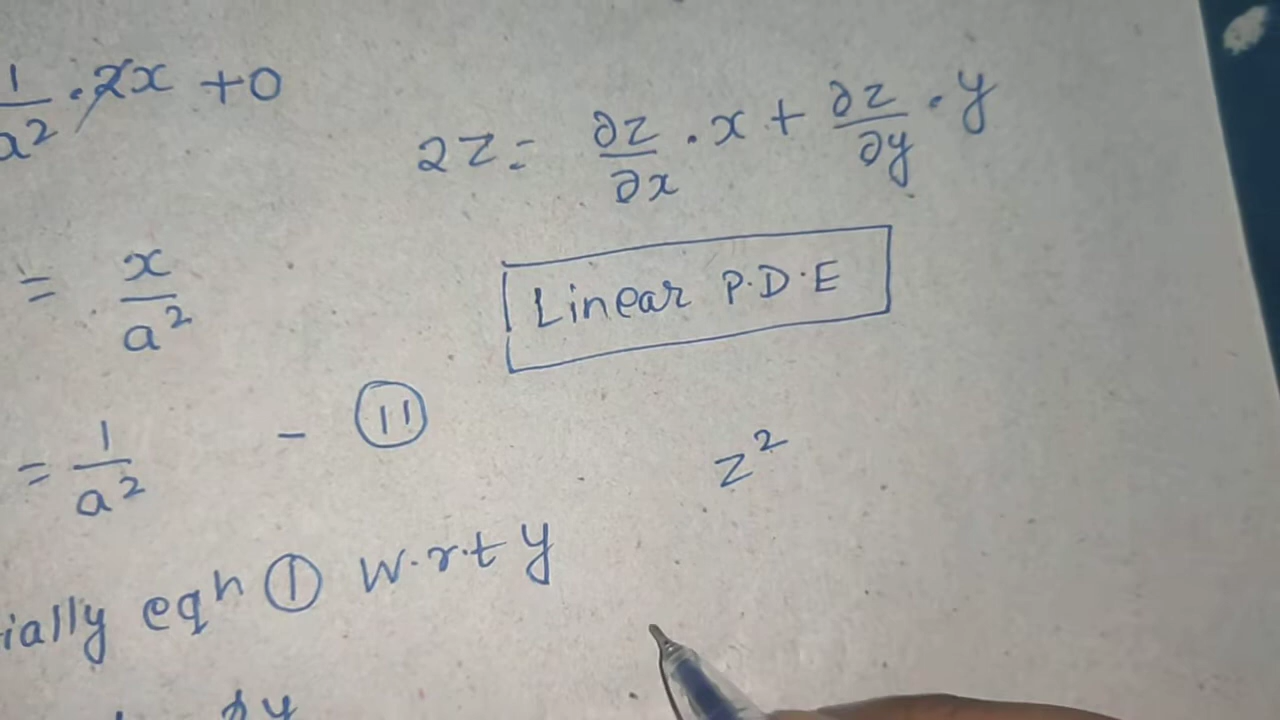 1/a² · 2x + 0
2z = ∂z/∂x · x + ∂z/∂y · y
= x/a²
Linear P.D.E
= 1/a² - (11)
z²
ially eqn (1) w.r.t y